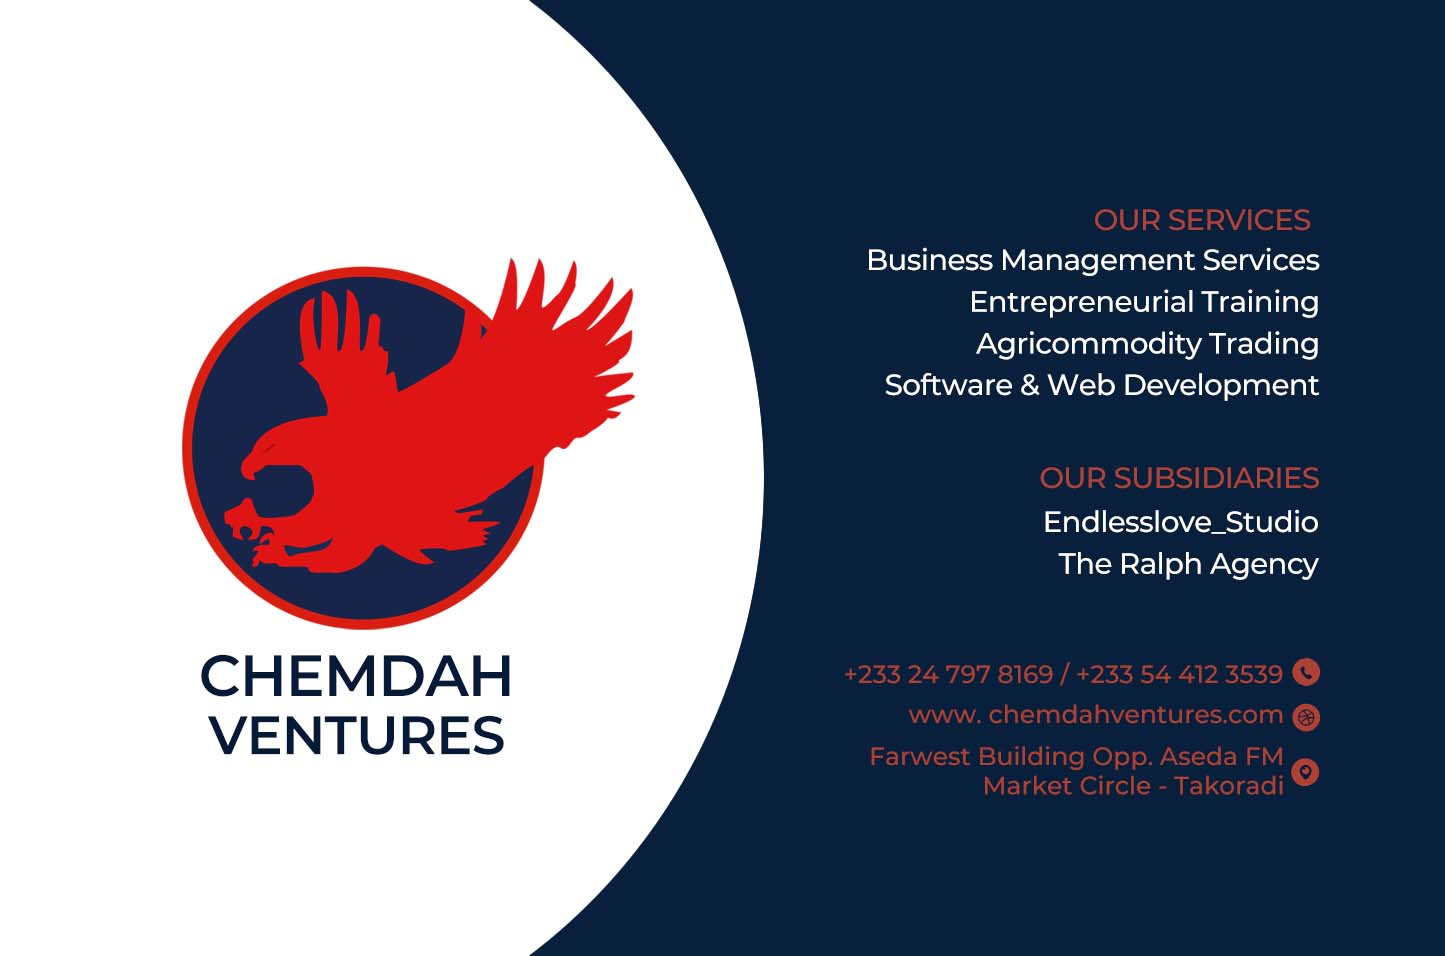 CHEMDAH
VENTURES
OUR SERVICES
Business Management Services
Entrepreneurial Training
Agricommodity Trading
Software & Web Development
OUR SUBSIDIARIES
Endlesslove_Studio
The Ralph Agency
+233 24 797 8169 / +233 54 412 3539
www. chemdahventures.com
Farwest Building Opp. Aseda FM
Market Circle - Takoradi